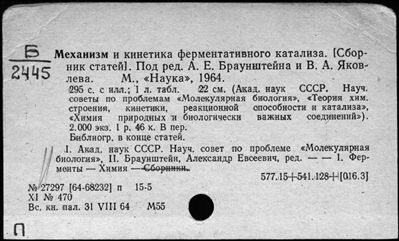 Б
2445
Механизм и кинетика ферментативного катализа. [Сбор-
ник статей]. Под ред. А. Е. Браунштейна и В. А. Яков-
лева. М., «Наука», 1964.
295 с. с илл.; 1 л. табл. 22 см. (Акад. наук СССР. Науч.
советы по проблемам «Молекулярная биология», «Теория хим.
строения, кинетики, реакционной способности и катализа»,
«Химия природных и биологически важных соединений»).
2.000 экз. 1 р. 46 к. В пер.
Библиогр. в конце статей.
1. Акад. наук СССР. Науч. совет по проблеме «Молекулярная
биология», II. Браунштейн, Александр Евсеевич, ред. — — 1. Фер-
менты — Химия — Сборники.
577.15+541.128+[016.3]
№ 27297 [64-68232] п 15-5
XI № 470
Вс. кн. пал. 31 VIII 64 М55
П